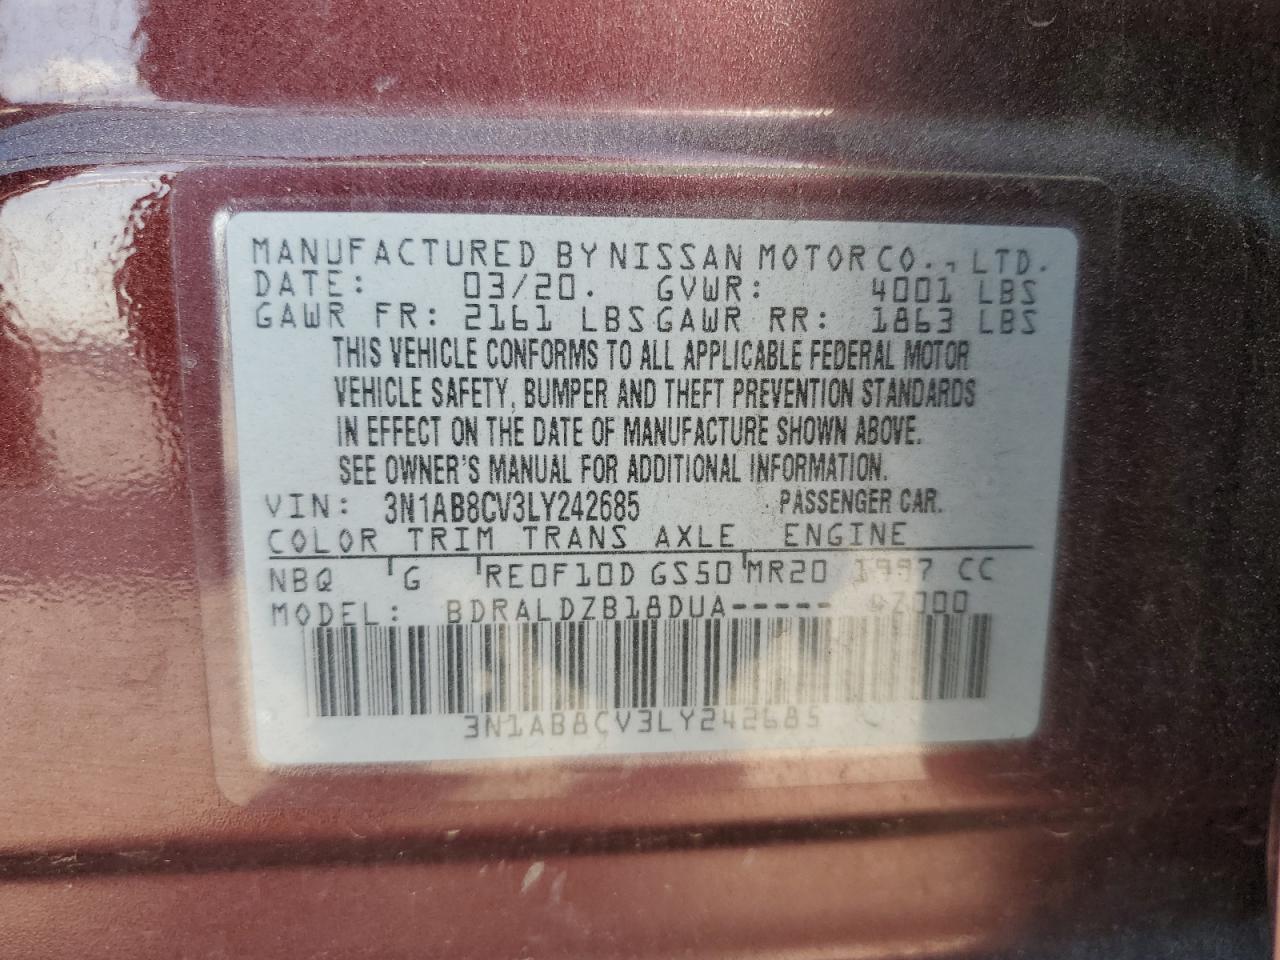 MANUFACTURED BY NISSAN MOTOR CO., LTD.
DATE: 03/20. GVWR: 4001 LBS
GAWR FR: 2161 LBS GAWR RR: 1863 LBS
THIS VEHICLE CONFORMS TO ALL APPLICABLE FEDERAL MOTOR
VEHICLE SAFETY, BUMPER AND THEFT PREVENTION STANDARDS
IN EFFECT ON THE DATE OF MANUFACTURE SHOWN ABOVE.
SEE OWNER'S MANUAL FOR ADDITIONAL INFORMATION.
VIN: 3N1AB8CV3LY242685 PASSENGER CAR.
COLOR TRIM TRANS AXLE ENGINE
NBQ G RE0F10D GS50 MR20 1997 CC
MODEL: BDRALDZB18DUA-----
3N1AB8CV3LY242685